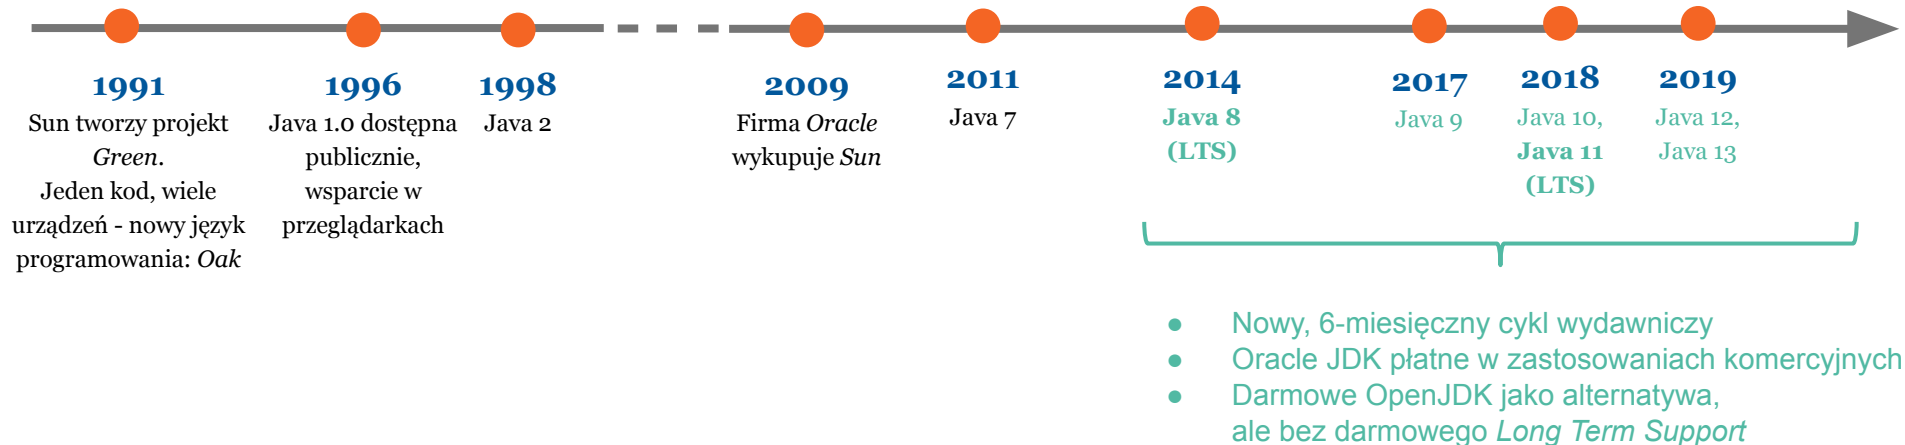 1991
Sun tworzy projekt
Green.
Jeden kod, wiele
urządzeń - nowy język
programowania: Oak
1996
Java 1.0 dostępna
publicznie,
wsparcie w
przeglądarkach
1998
Java 2
2009
Firma Oracle
wykupuje Sun
2011
Java 7
2014
Java 8
(LTS)
2017
Java 9
2018
Java 10,
Java 11
(LTS)
2019
Java 12,
Java 13
● Nowy, 6-miesięczny cykl wydawniczy
● Oracle JDK płatne w zastosowaniach komercyjnych
● Darmowe OpenJDK jako alternatywa,
ale bez darmowego Long Term Support